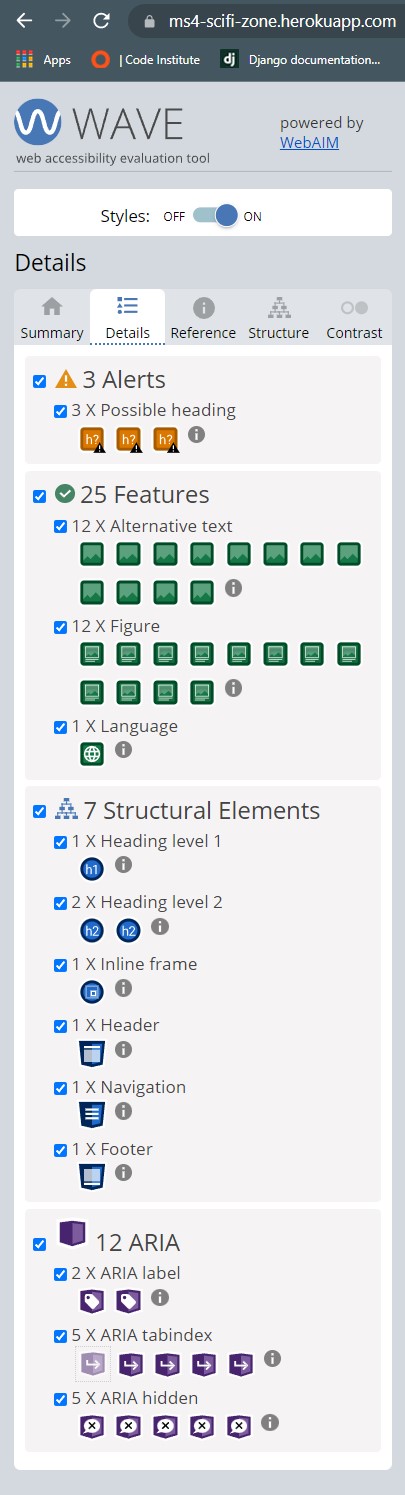 ms4-scifi-zone.herokuapp.com
Apps | Code Institute dj Django documentation...
WAVE
web accessibility evaluation tool
powered by
WebAIM
Styles: OFF ON
Details
Summary Details Reference Structure Contrast
3 Alerts
3 X Possible heading
h? h? h? i
25 Features
12 X Alternative text
i
12 X Figure
i
1 X Language
i
7 Structural Elements
1 X Heading level 1
h1 i
2 X Heading level 2
h2 h2 i
1 X Inline frame
i
1 X Header
i
1 X Navigation
i
1 X Footer
i
12 ARIA
2 X ARIA label
i
5 X ARIA tabindex
i
5 X ARIA hidden
i